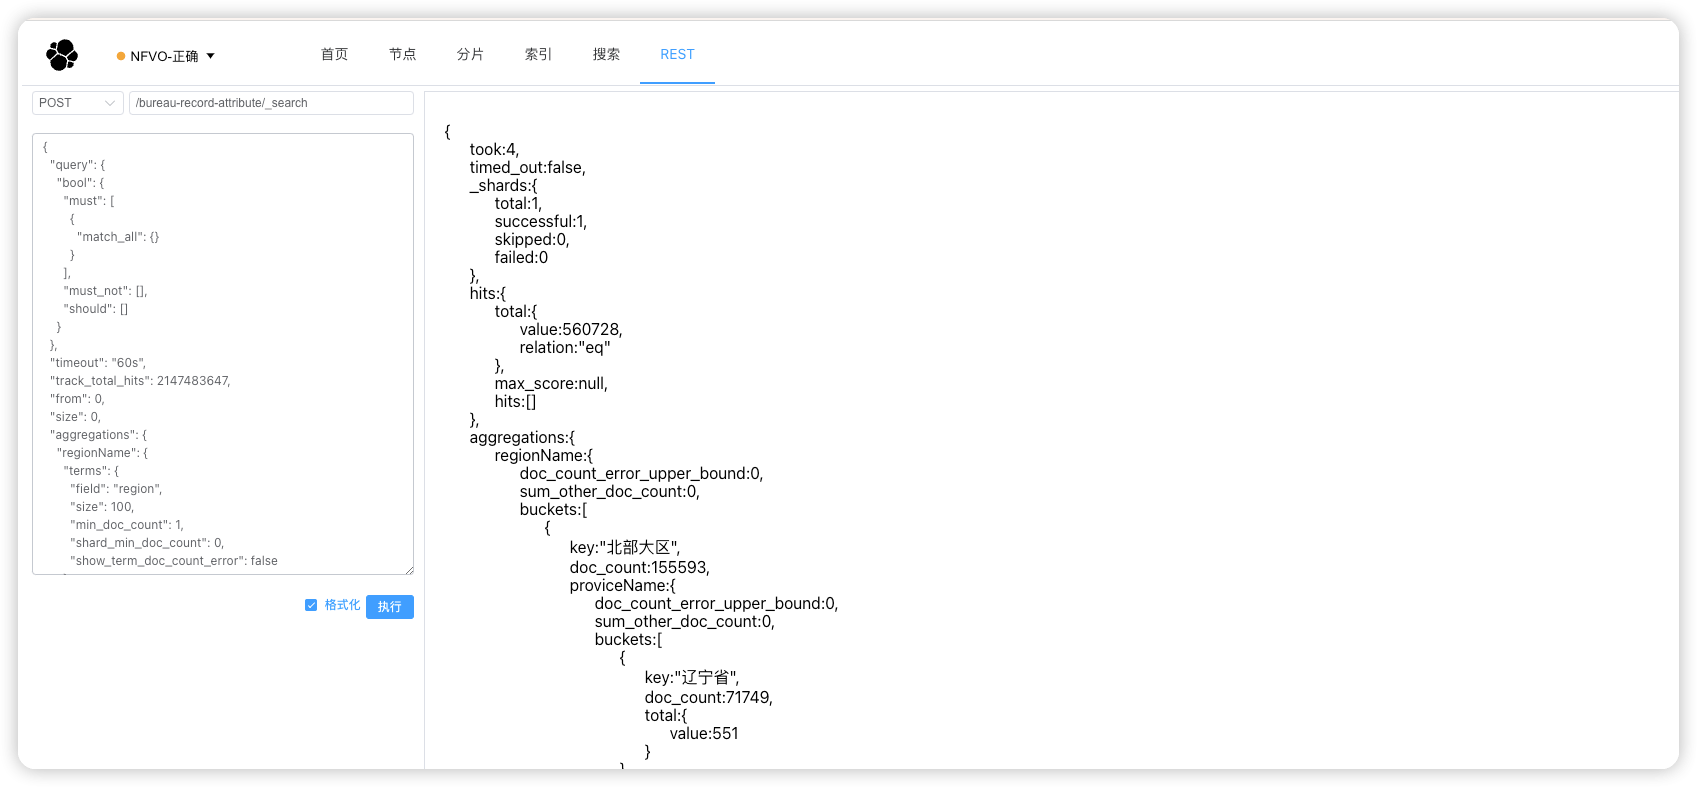 NFVO-正确
首页 节点 分片 索引 搜索 REST
POST /bureau-record-attribute/_search
{
"query": {
"bool": {
"must": [
{
"match_all": {}
}
],
"must_not": [],
"should": []
}
},
"timeout": "60s",
"track_total_hits": 2147483647,
"from": 0,
"size": 0,
"aggregations": {
"regionName": {
"terms": {
"field": "region",
"size": 100,
"min_doc_count": 1,
"shard_min_doc_count": 0,
"show_term_doc_count_error": false
格式化 执行
{
took:4,
timed_out:false,
_shards:{
total:1,
successful:1,
skipped:0,
failed:0
},
hits:{
total:{
value:560728,
relation:"eq"
},
max_score:null,
hits:[]
},
aggregations:{
regionName:{
doc_count_error_upper_bound:0,
sum_other_doc_count:0,
buckets:[
{
key:"北部大区",
doc_count:155593,
proviceName:{
doc_count_error_upper_bound:0,
sum_other_doc_count:0,
buckets:[
{
key:"辽宁省",
doc_count:71749,
total:{
value:551
}